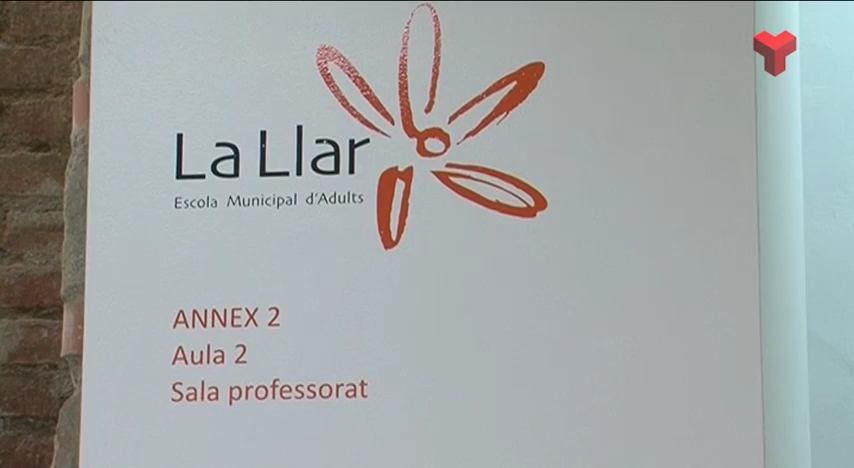 La Llar
Escola Municipal d'Adults
ANNEX 2
Aula 2
Sala professorat